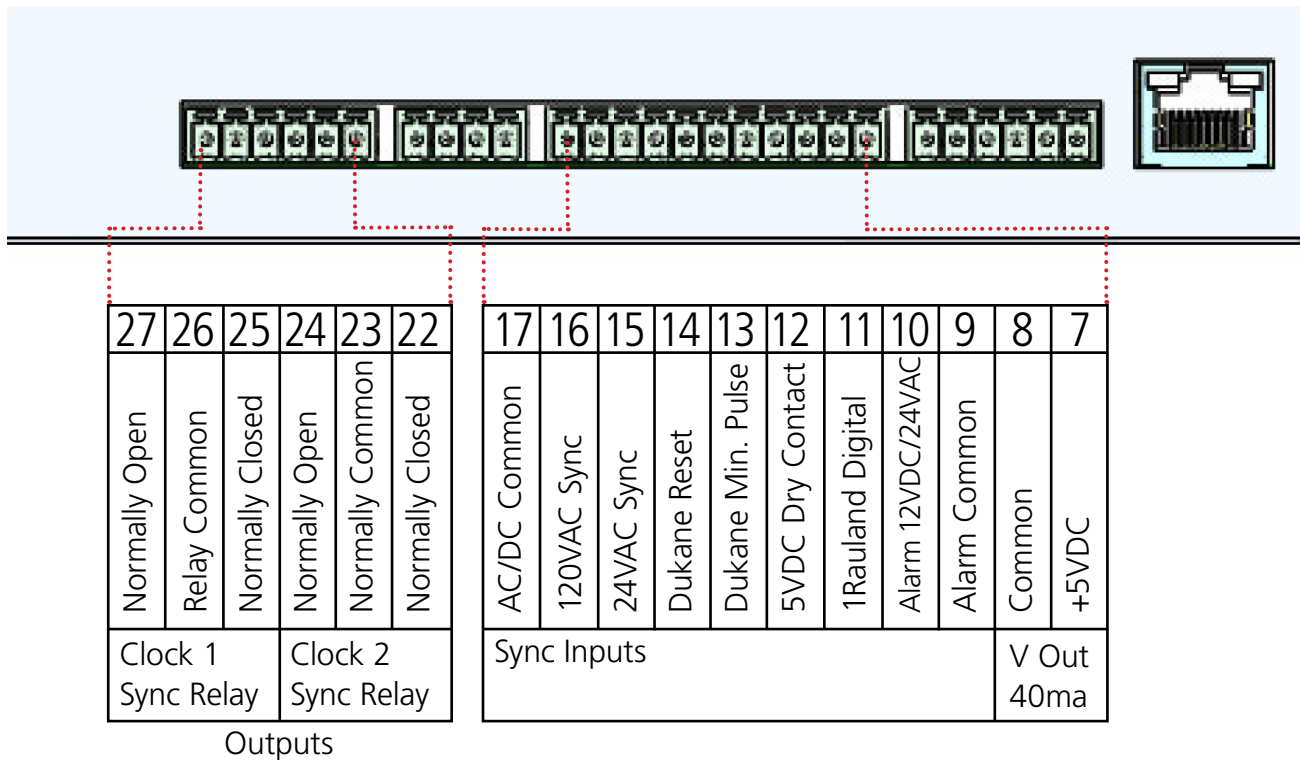 27 26 25 24 23 22 17 16 15 14 13 12 11 10 9 8 7
Normally Open
Relay Common
Normally Closed
Normally Open
Normally Common
Normally Closed
AC/DC Common
120VAC Sync
24VAC Sync
Dukane Reset
Dukane Min. Pulse
5VDC Dry Contact
1Rauland Digital
Alarm 12VDC/24VAC
Alarm Common
Common
+5VDC
Clock 1
Sync Relay
Clock 2
Sync Relay
Sync Inputs
V Out
40ma
Outputs